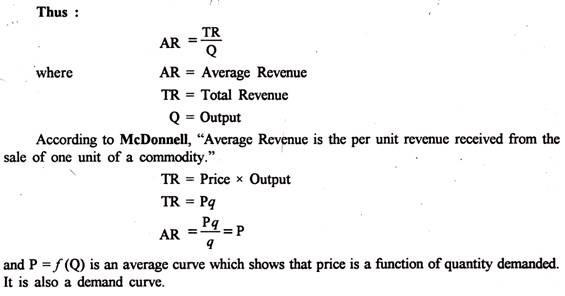 Thus :
AR = TR/Q
where AR = Average Revenue
TR = Total Revenue
Q = Output
According to McDonnell, “Average Revenue is the per unit revenue received from the
sale of one unit of a commodity.”
TR = Price × Output
TR = Pq
AR = Pq/q = P
and P = f (Q) is an average curve which shows that price is a function of quantity demanded.
It is also a demand curve.